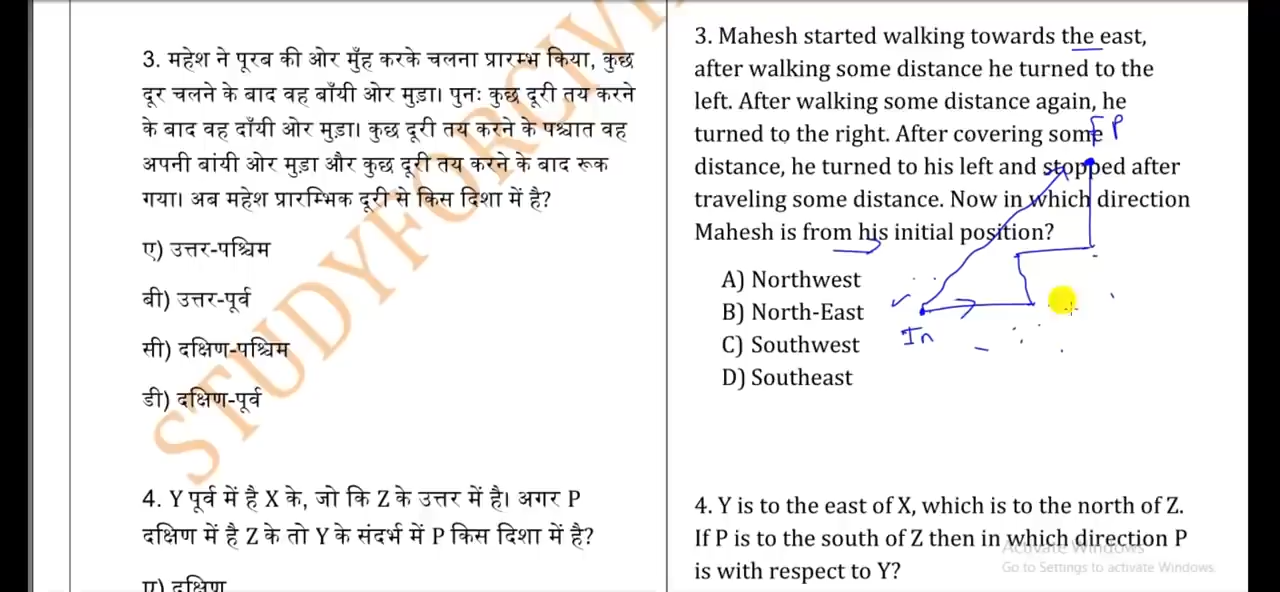 3. महेश ने पूरब की ओर मुँह करके चलना प्रारम्भ किया, कुछ
दूर चलने के बाद वह बाँयी ओर मुड़ा। पुनः कुछ दूरी तय करने
के बाद वह दाँयी ओर मुड़ा। कुछ दूरी तय करने के पश्चात वह
अपनी बांयी ओर मुड़ा और कुछ दूरी तय करने के बाद रूक
गया। अब महेश प्रारम्भिक दूरी से किस दिशा में है?
ए) उत्तर-पश्चिम
बी) उत्तर-पूर्व
सी) दक्षिण-पश्चिम
डी) दक्षिण-पूर्व
4. Y पूर्व में है X के, जो कि Z के उत्तर में है। अगर P
दक्षिण में है Z के तो Y के संदर्भ में P किस दिशा में है?
ए) दक्षिण
STUDYFORCIV
3. Mahesh started walking towards the east,
after walking some distance he turned to the
left. After walking some distance again, he
turned to the right. After covering some
distance, he turned to his left and stopped after
traveling some distance. Now in which direction
Mahesh is from his initial position?
A) Northwest
B) North-East
C) Southwest
D) Southeast
FP
In
4. Y is to the east of X, which is to the north of Z.
If P is to the south of Z then in which direction P
is with respect to Y?
Activate Windows
Go to Settings to activate Windows.